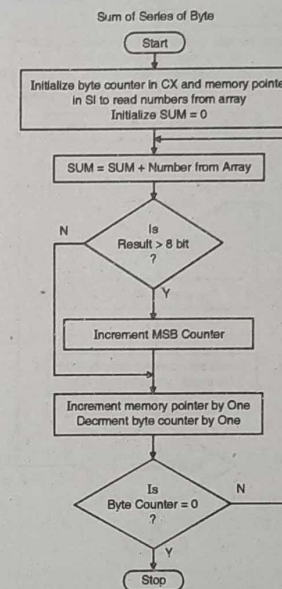 Sum of Series of Byte
Start
Initialize byte counter in CX and memory pointe
in SI to read numbers from array
Initialize SUM = 0
SUM = SUM + Number from Array
Is
Result > 8 bit
?
N
Y
Increment MSB Counter
Increment memory pointer by One
Decrment byte counter by One
Is
Byte Counter = 0
?
N
Y
Stop